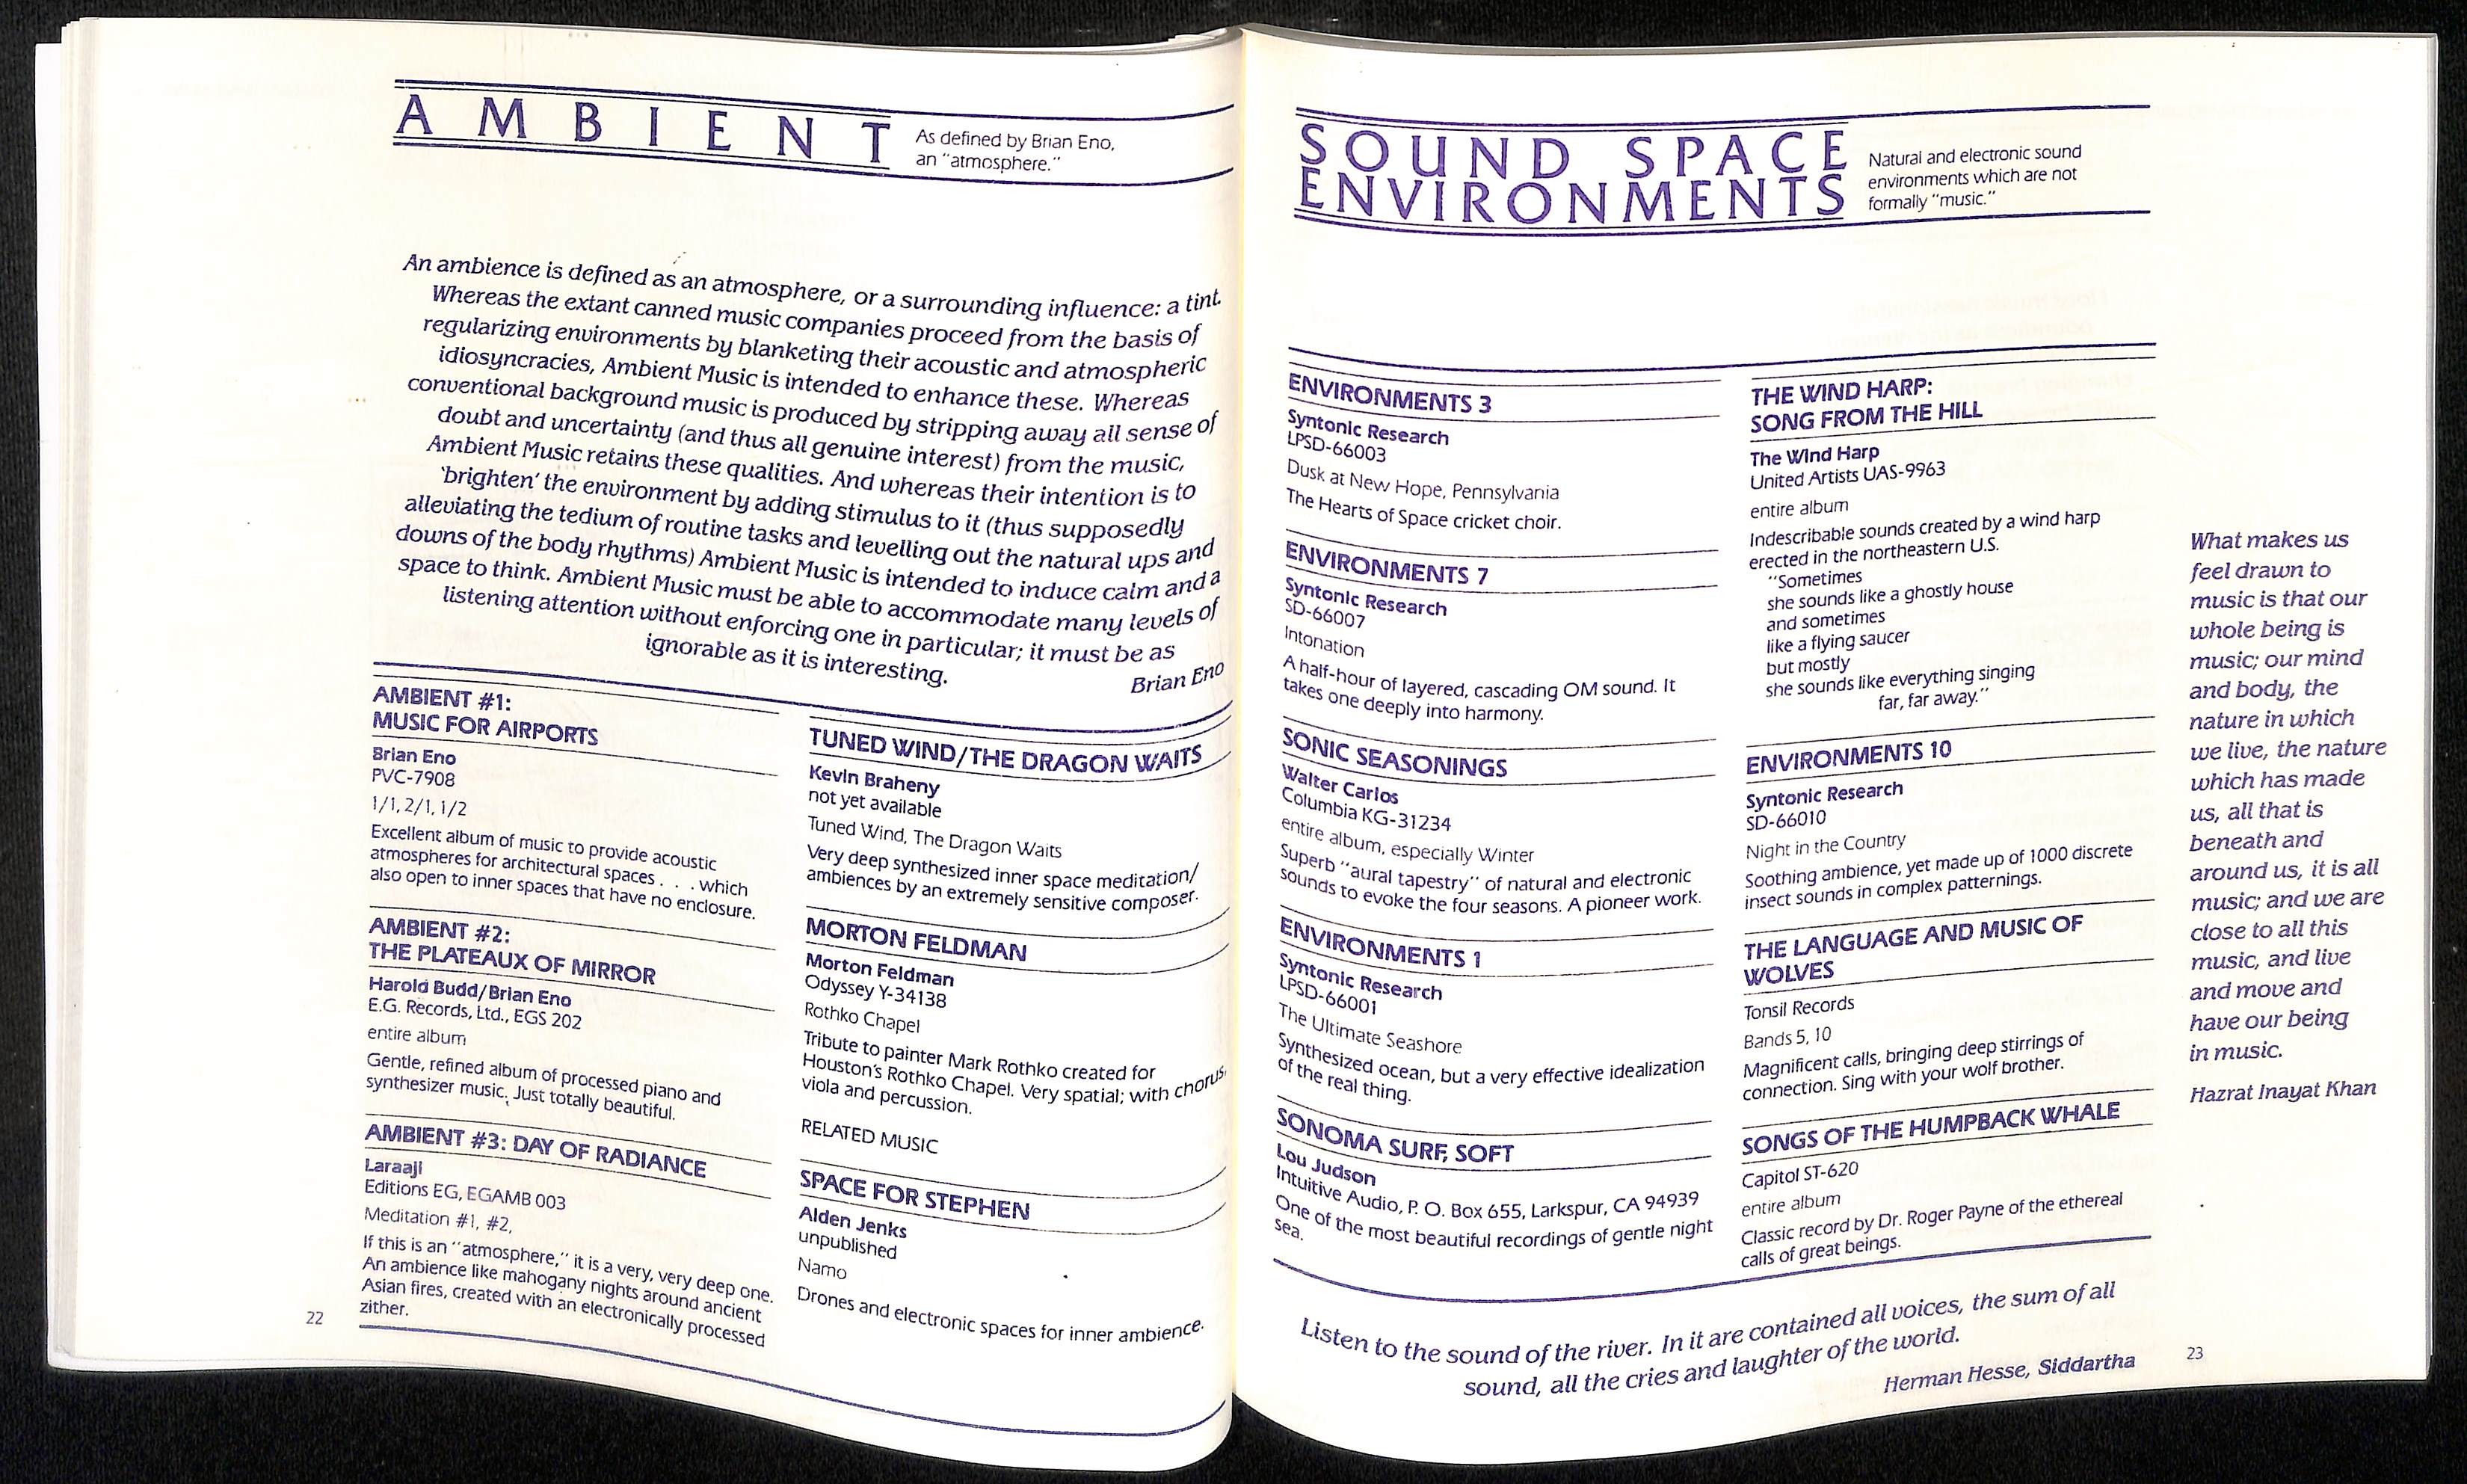 AMBIENT
As defined by Brian Eno,
an "atmosphere."
An ambience is defined as an atmosphere, or a surrounding influence: a tint.
Whereas the extant canned music companies proceed from the basis of
regularizing environments by blanketing their acoustic and atmospheric
idiosyncracies, Ambient Music is intended to enhance these. Whereas
conventional background music is produced by stripping away all sense of
doubt and uncertainty (and thus all genuine interest) from the music,
Ambient Music retains these qualities. And whereas their intention is to
'brighten' the environment by adding stimulus to it (thus supposedly
alleviating the tedium of routine tasks and levelling out the natural ups and
downs of the body rhythms) Ambient Music is intended to induce calm and a
space to think. Ambient Music must be able to accommodate many levels of
listening attention without enforcing one in particular; it must be as
ignorable as it is interesting.
Brian Eno
AMBIENT #1:
MUSIC FOR AIRPORTS
Brian Eno
PVC-7908
1/1, 2/1, 1/2
Excellent album of music to provide acoustic
atmospheres for architectural spaces . . . which
also open to inner spaces that have no enclosure.
AMBIENT #2:
THE PLATEAUX OF MIRROR
Harold Budd/Brian Eno
E.G. Records, Ltd., EGS 202
entire album
Gentle, refined album of processed piano and
synthesizer music. Just totally beautiful.
AMBIENT #3: DAY OF RADIANCE
Laraaji
Editions EG, EGAMB 003
Meditation #1, #2,
If this is an "atmosphere," it is a very, very deep one.
An ambience like mahogany nights around ancient
Asian fires, created with an electronically processed
zither.
22
TUNED WIND/THE DRAGON WAITS
Kevin Braheny
not yet available
Tuned Wind, The Dragon Waits
Very deep synthesized inner space meditation/
ambiences by an extremely sensitive composer.
MORTON FELDMAN
Morton Feldman
Odyssey Y-34138
Rothko Chapel
Tribute to painter Mark Rothko created for
Houston's Rothko Chapel. Very spatial; with chorus,
viola and percussion.
RELATED MUSIC
SPACE FOR STEPHEN
Alden Jenks
unpublished
Namo
Drones and electronic spaces for inner ambience.
SOUND SPACE
ENVIRONMENTS
Natural and electronic sound
environments which are not
formally "music."
ENVIRONMENTS 3
Syntonic Research
LPSD-66003
Dusk at New Hope, Pennsylvania
The Hearts of Space cricket choir.
ENVIRONMENTS 7
Syntonic Research
SD-66007
Intonation
A half-hour of layered, cascading OM sound. It
takes one deeply into harmony.
SONIC SEASONINGS
Walter Carlos
Columbia KG-31234
entire album, especially Winter
Superb "aural tapestry" of natural and electronic
sounds to evoke the four seasons. A pioneer work.
ENVIRONMENTS 1
Syntonic Research
LPSD-66001
The Ultimate Seashore
Synthesized ocean, but a very effective idealization
of the real thing.
SONOMA SURF, SOFT
Lou Judson
Intuitive Audio, P. O. Box 655, Larkspur, CA 94939
One of the most beautiful recordings of gentle night
sea.
THE WIND HARP:
SONG FROM THE HILL
The Wind Harp
United Artists UAS-9963
entire album
Indescribable sounds created by a wind harp
erected in the northeastern U.S.
"Sometimes
she sounds like a ghostly house
and sometimes
like a flying saucer
but mostly
she sounds like everything singing
far, far away."
ENVIRONMENTS 10
Syntonic Research
SD-66010
Night in the Country
Soothing ambience, yet made up of 1000 discrete
insect sounds in complex patternings.
THE LANGUAGE AND MUSIC OF
WOLVES
Tonsil Records
Bands 5, 10
Magnificent calls, bringing deep stirrings of
connection. Sing with your wolf brother.
SONGS OF THE HUMPBACK WHALE
Capitol ST-620
entire album
Classic record by Dr. Roger Payne of the ethereal
calls of great beings.
What makes us
feel drawn to
music is that our
whole being is
music; our mind
and body, the
nature in which
we live, the nature
which has made
us, all that is
beneath and
around us, it is all
music; and we are
close to all this
music, and live
and move and
have our being
in music.
Hazrat Inayat Khan
Listen to the sound of the river. In it are contained all voices, the sum of all
sound, all the cries and laughter of the world.
Herman Hesse, Siddartha
23